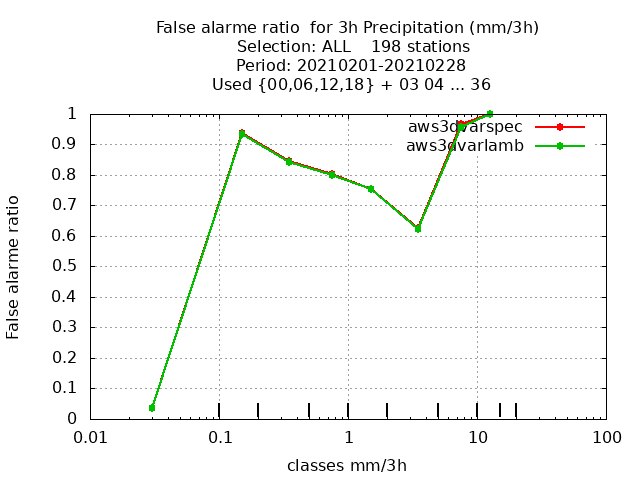 False alarme ratio  for 3h Precipitation (mm/3h)
Selection: ALL    198 stations
Period: 20210201-20210228
Used {00,06,12,18} + 03 04 ... 36
aws3dvarspec
aws3dvarlamb
1
0.9
0.8
0.7
0.6
0.5
0.4
0.3
0.2
0.1
0
False alarme ratio
0.01 0.1 1 10 100
classes mm/3h